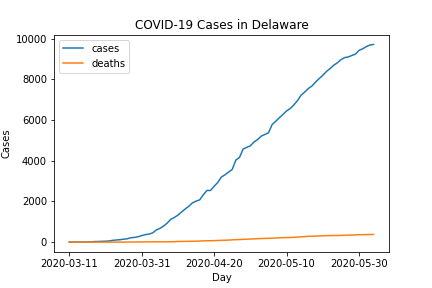 COVID-19 Cases in Delaware
cases
deaths
10000
8000
6000
4000
2000
0
Cases
2020-03-11 2020-03-31 2020-04-20 2020-05-10 2020-05-30
Day